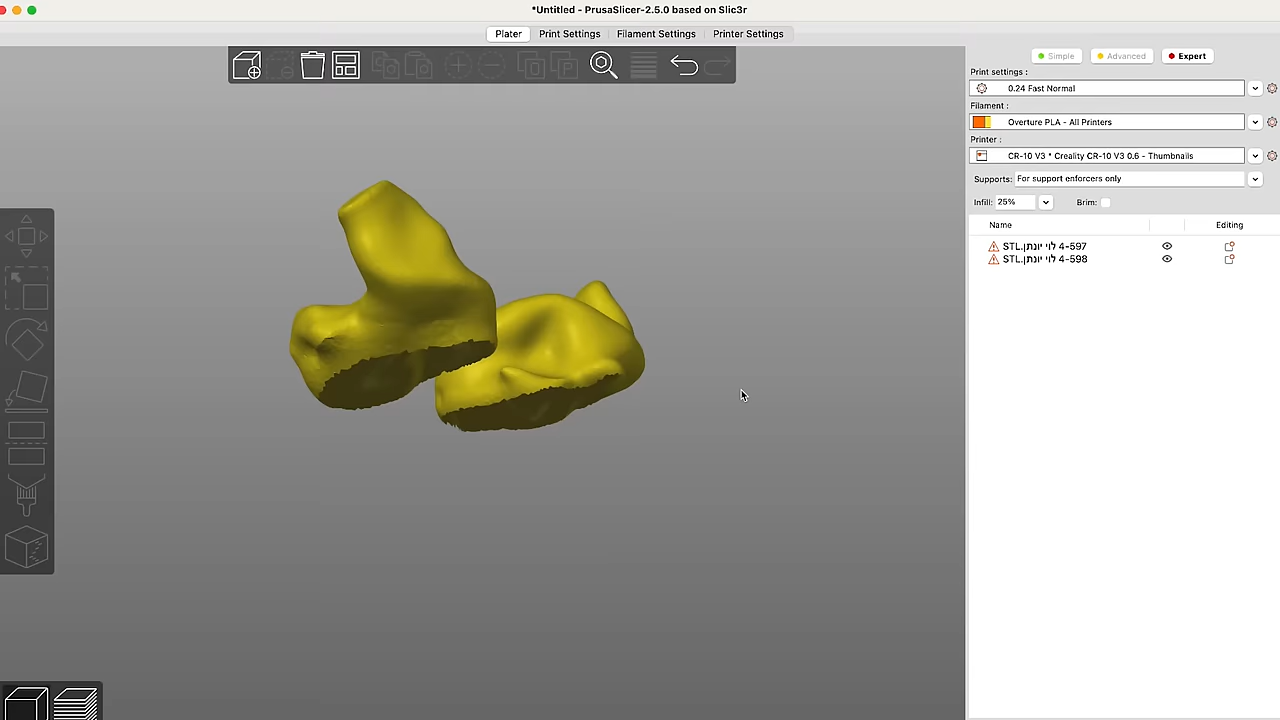 *Untitled - PrusaSlicer-2.5.0 based on Slic3r
Plater Print Settings Filament Settings Printer Settings
Simple Advanced Expert
Print settings :
0.24 Fast Normal
Filament :
Overture PLA - All Printers
Printer :
CR-10 V3 * Creality CR-10 V3 0.6 - Thumbnails
Supports: For support enforcers only
Infill: 25% Brim:
Name Editing
STL.לוי יונתן 4-597
STL.לוי יונתן 4-598